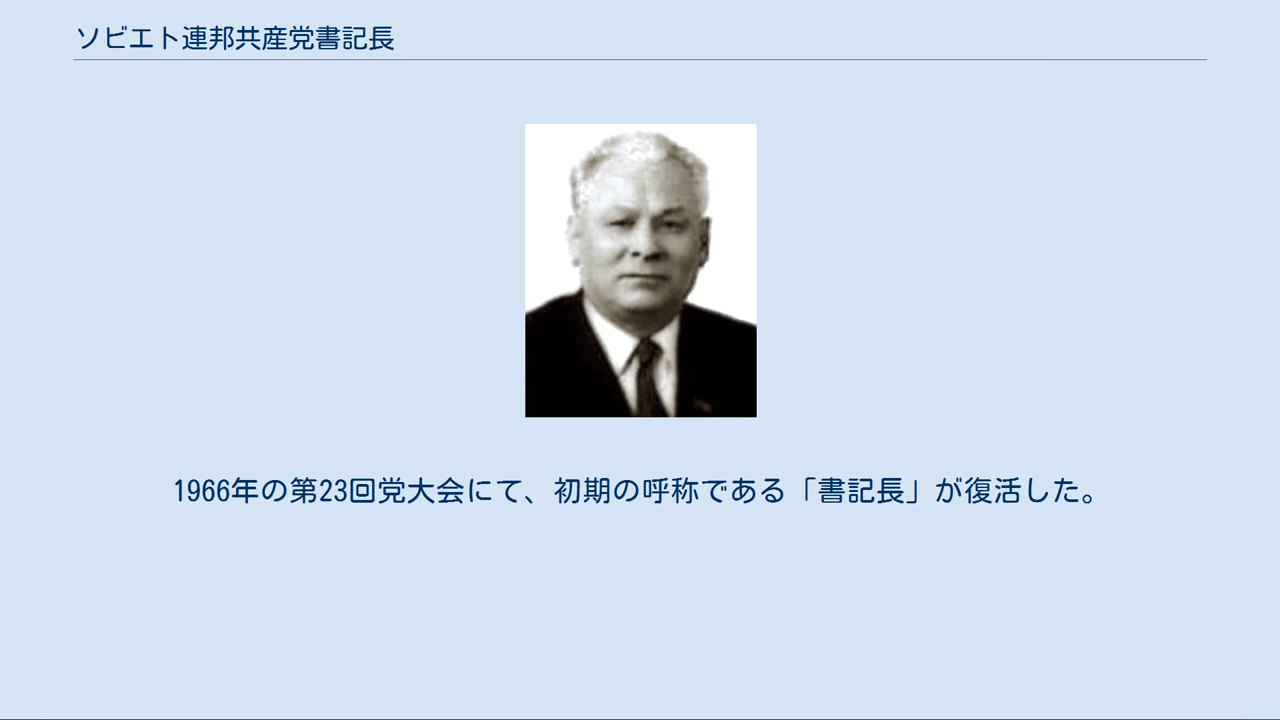 ソビエト連邦共産党書記長
1966年の第23回党大会にて、初期の呼称である「書記長」が復活した。